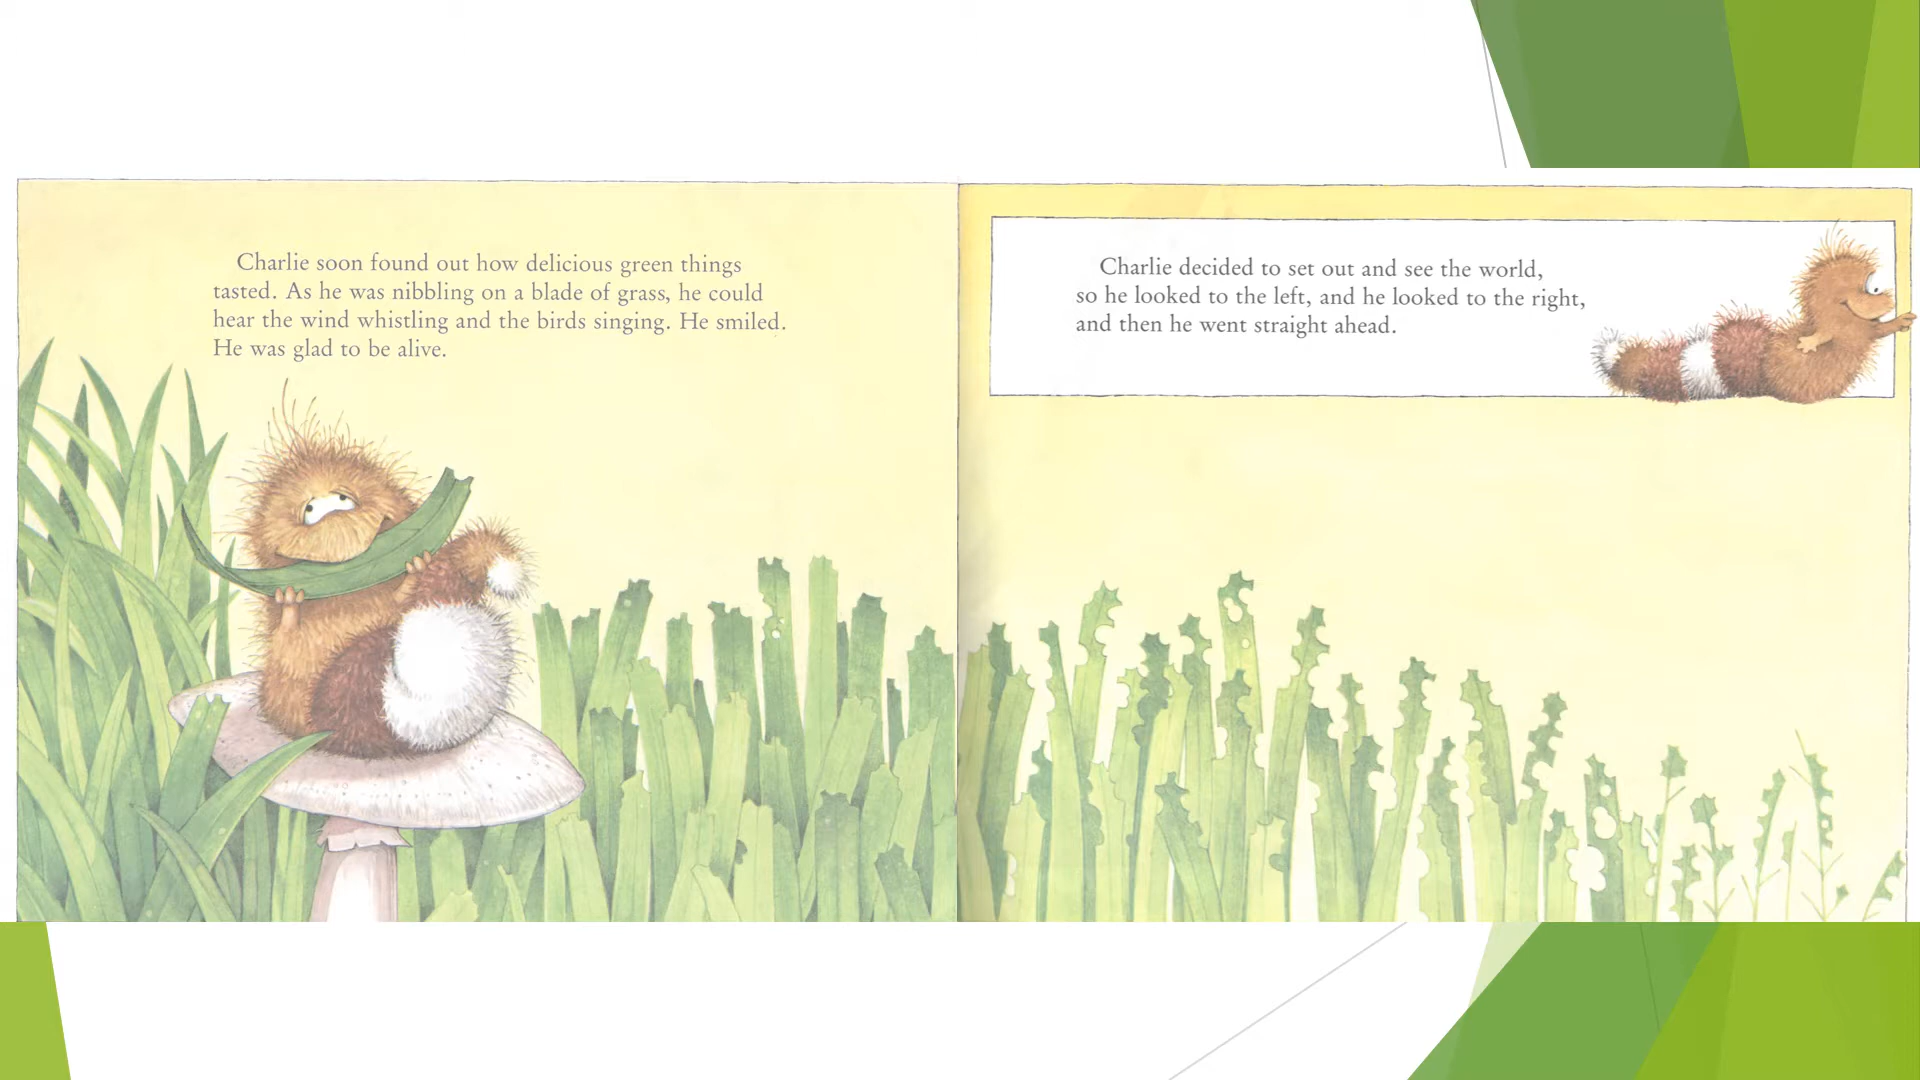 Charlie soon found out how delicious green things
tasted. As he was nibbling on a blade of grass, he could
hear the wind whistling and the birds singing. He smiled.
He was glad to be alive.
Charlie decided to set out and see the world,
so he looked to the left, and he looked to the right,
and then he went straight ahead.